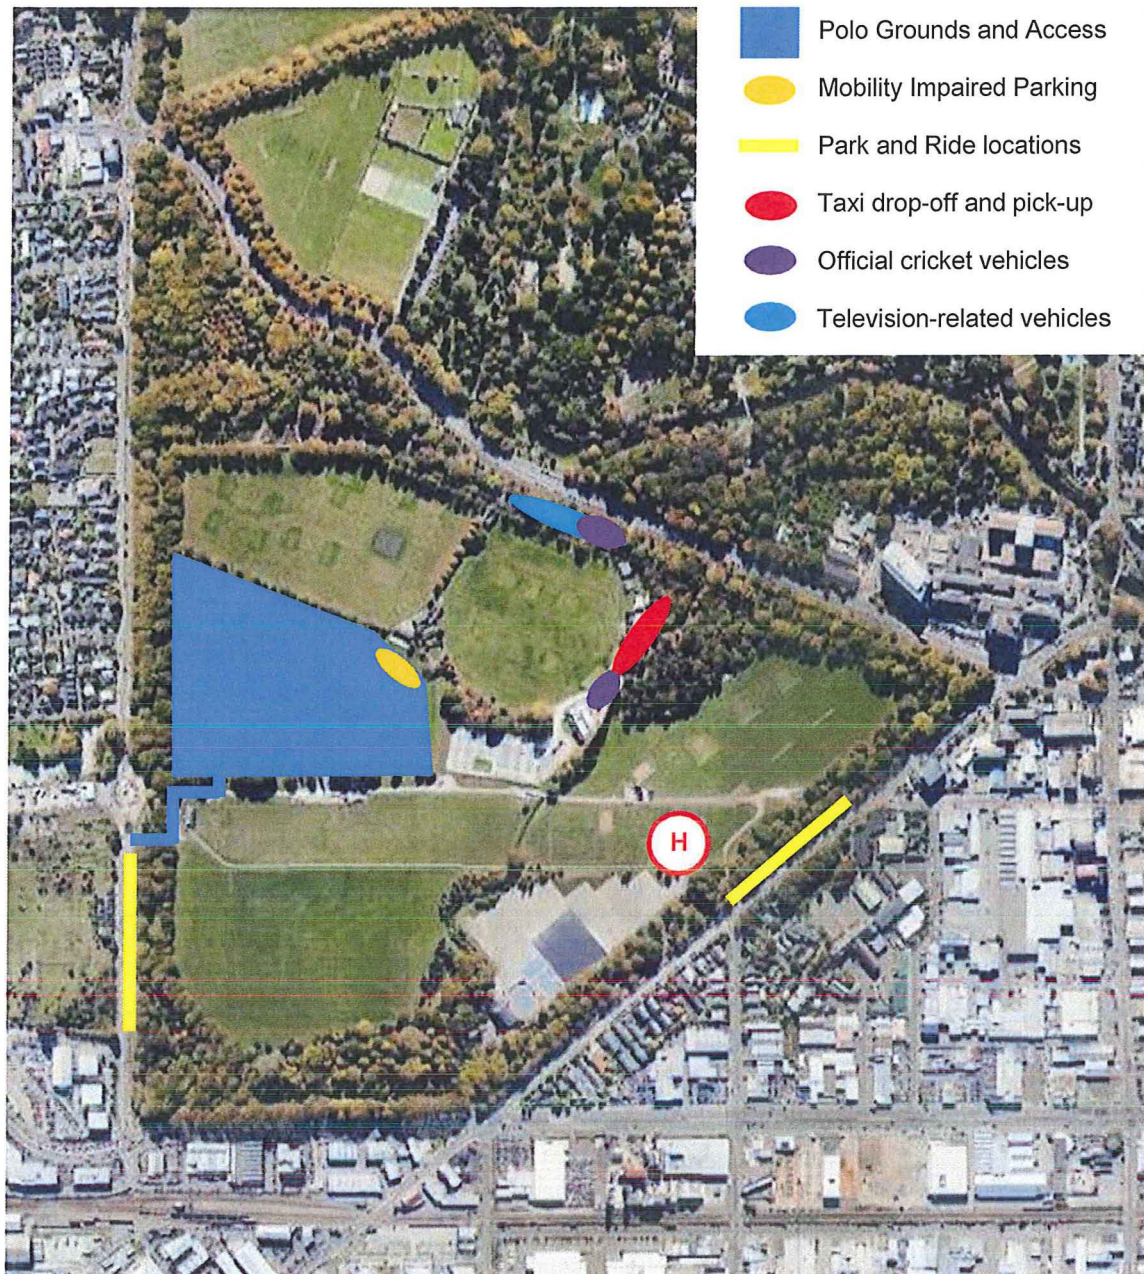 Polo Grounds and Access
Mobility Impaired Parking
Park and Ride locations
Taxi drop-off and pick-up
Official cricket vehicles
Television-related vehicles
H